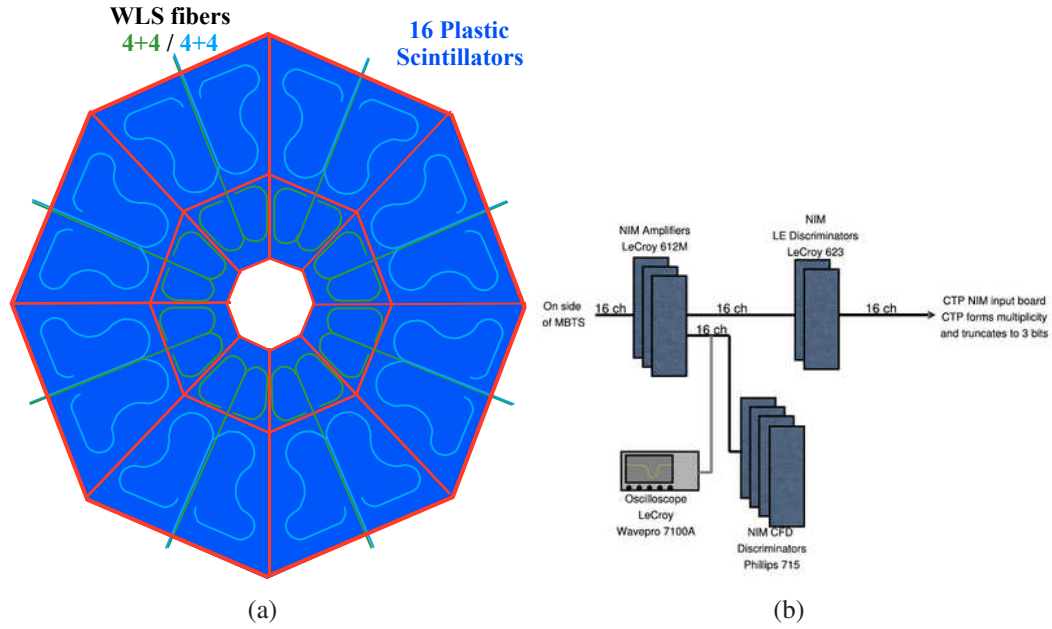 WLS fibers
4+4 / 4+4
16 Plastic
Scintillators
(a)
NIM Amplifiers
LeCroy 612M
NIM
LE Discriminators
LeCroy 623
On side
of MBTS
16 ch
16 ch
16 ch
16 ch
CTP NIM input board
CTP forms multiplicity
and truncates to 3 bits
Oscilloscope
LeCroy
Wavepro 7100A
NIM CFD
Discriminators
Phillips 715
(b)